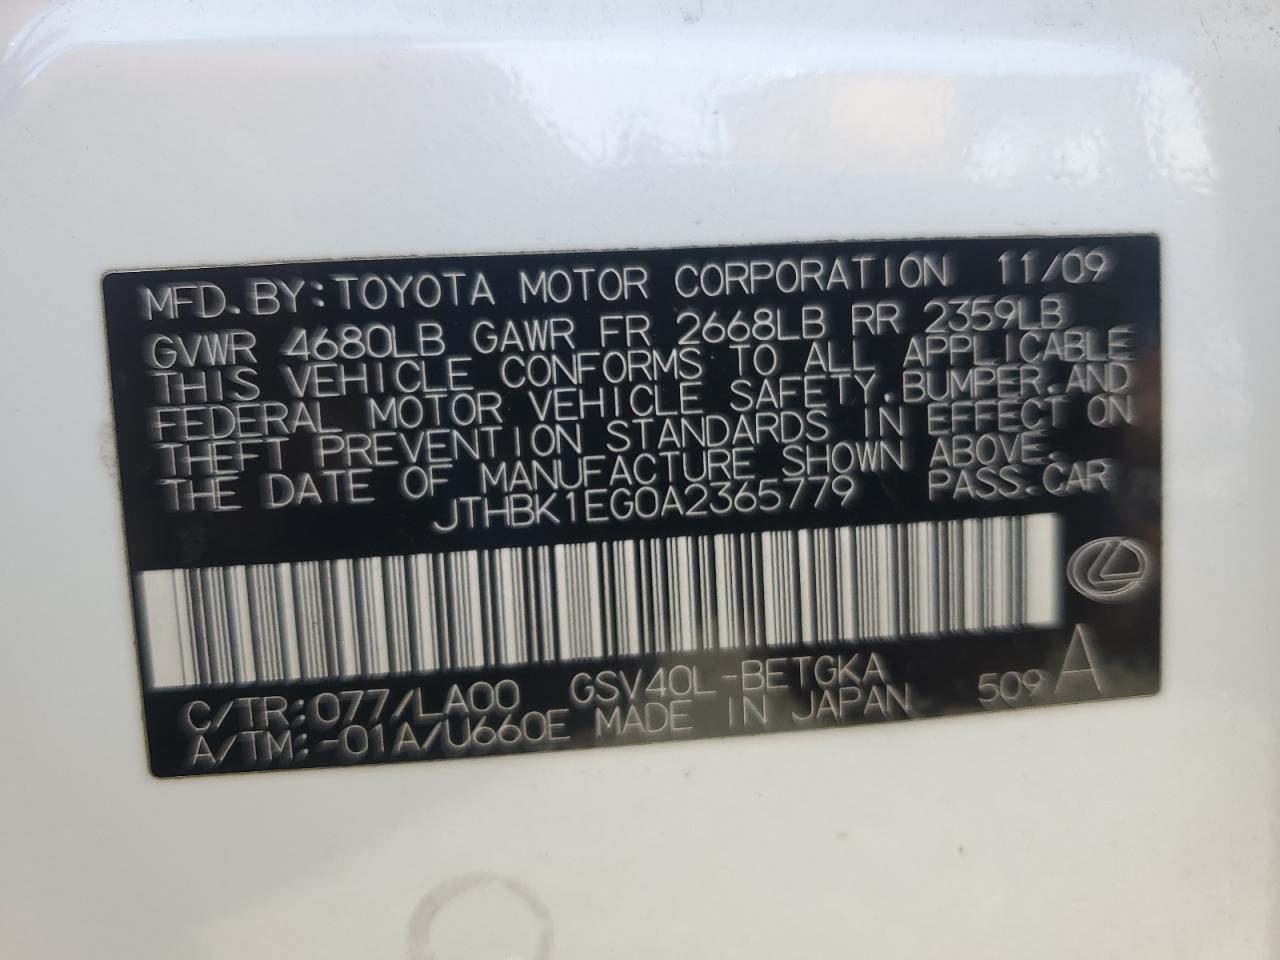 MFD. BY: TOYOTA MOTOR CORPORATION 11/09
GVWR 4680LB GAWR FR 2668LB RR 2359LB
THIS VEHICLE CONFORMS TO ALL APPLICABLE
FEDERAL MOTOR VEHICLE SAFETY, BUMPER, AND
THEFT PREVENTION STANDARDS IN EFFECT ON
THE DATE OF MANUFACTURE SHOWN ABOVE.
JTHBK1EG0A2365779 PASS. CAR
C/TR:077/LA00 GSV40L-BETGKA
A/TM:-01A/U660E MADE IN JAPAN 509 A